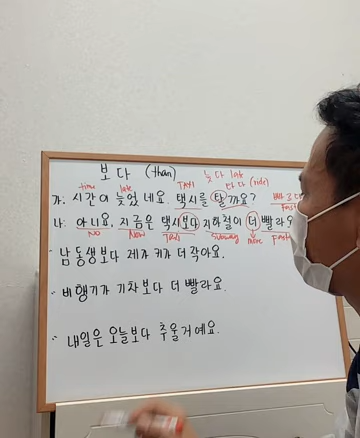 보다 (than)
늦다 late
time late TAXI 타다 (ride) 빠르다
가: 시간이 늦었네요. 택시를 탈까요? Fast
나: 아니요, 지금은 택시보다 지하철이 더 빨라요
No Now TAXI Subway more Fast
남동생보다 제가 키가 더 작아요.
비행기가 기차보다 더 빨라요.
내일은 오늘보다 추울거예요.